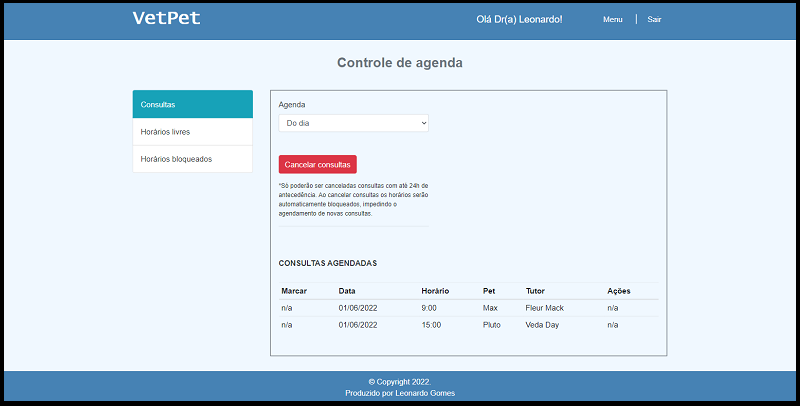 VetPet
Olá Dr(a) Leonardo!
Menu | Sair
Controle de agenda
Consultas
Horários livres
Horários bloqueados
Agenda
Do dia
Cancelar consultas
*Só poderão ser canceladas consultas com até 24h de
antecedência. Ao cancelar consultas os horários serão
automaticamente bloqueados, impedindo o
agendamento de novas consultas.
CONSULTAS AGENDADAS
Marcar Data Horário Pet Tutor Ações
n/a 01/06/2022 9:00 Max Fleur Mack n/a
n/a 01/06/2022 15:00 Pluto Veda Day n/a
© Copyright 2022.
Produzido por Leonardo Gomes